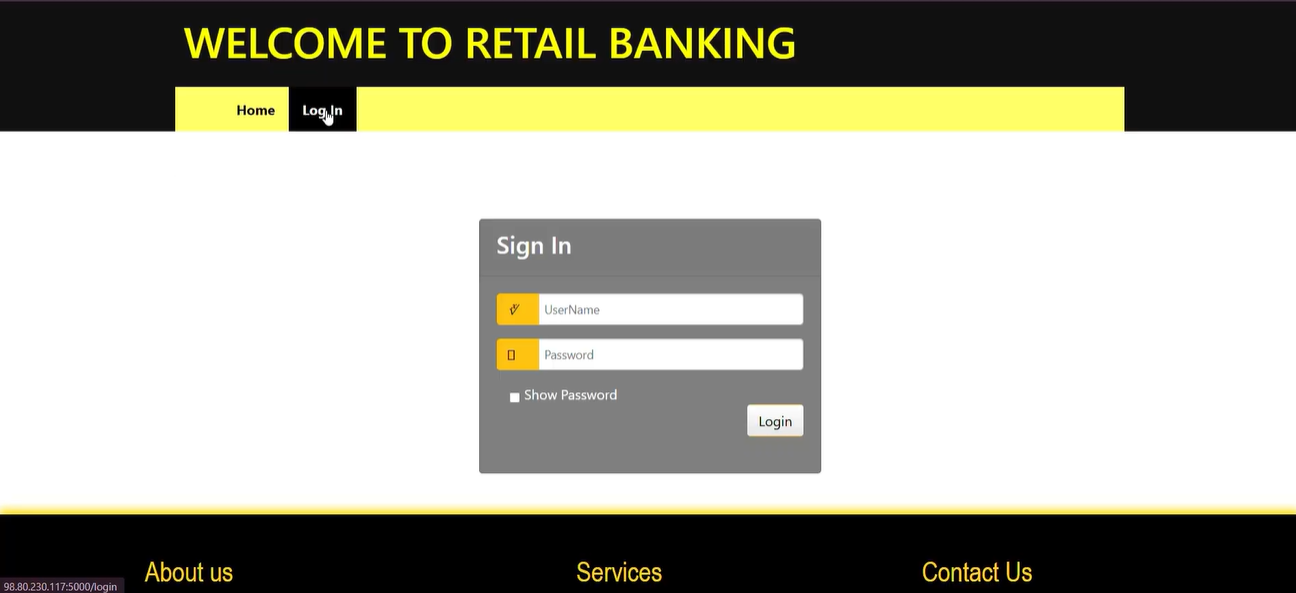 WELCOME TO RETAIL BANKING
Home Log In
Sign In
UserName
Password
Show Password
Login
About us Services Contact Us
98.80.230.117:5000/login